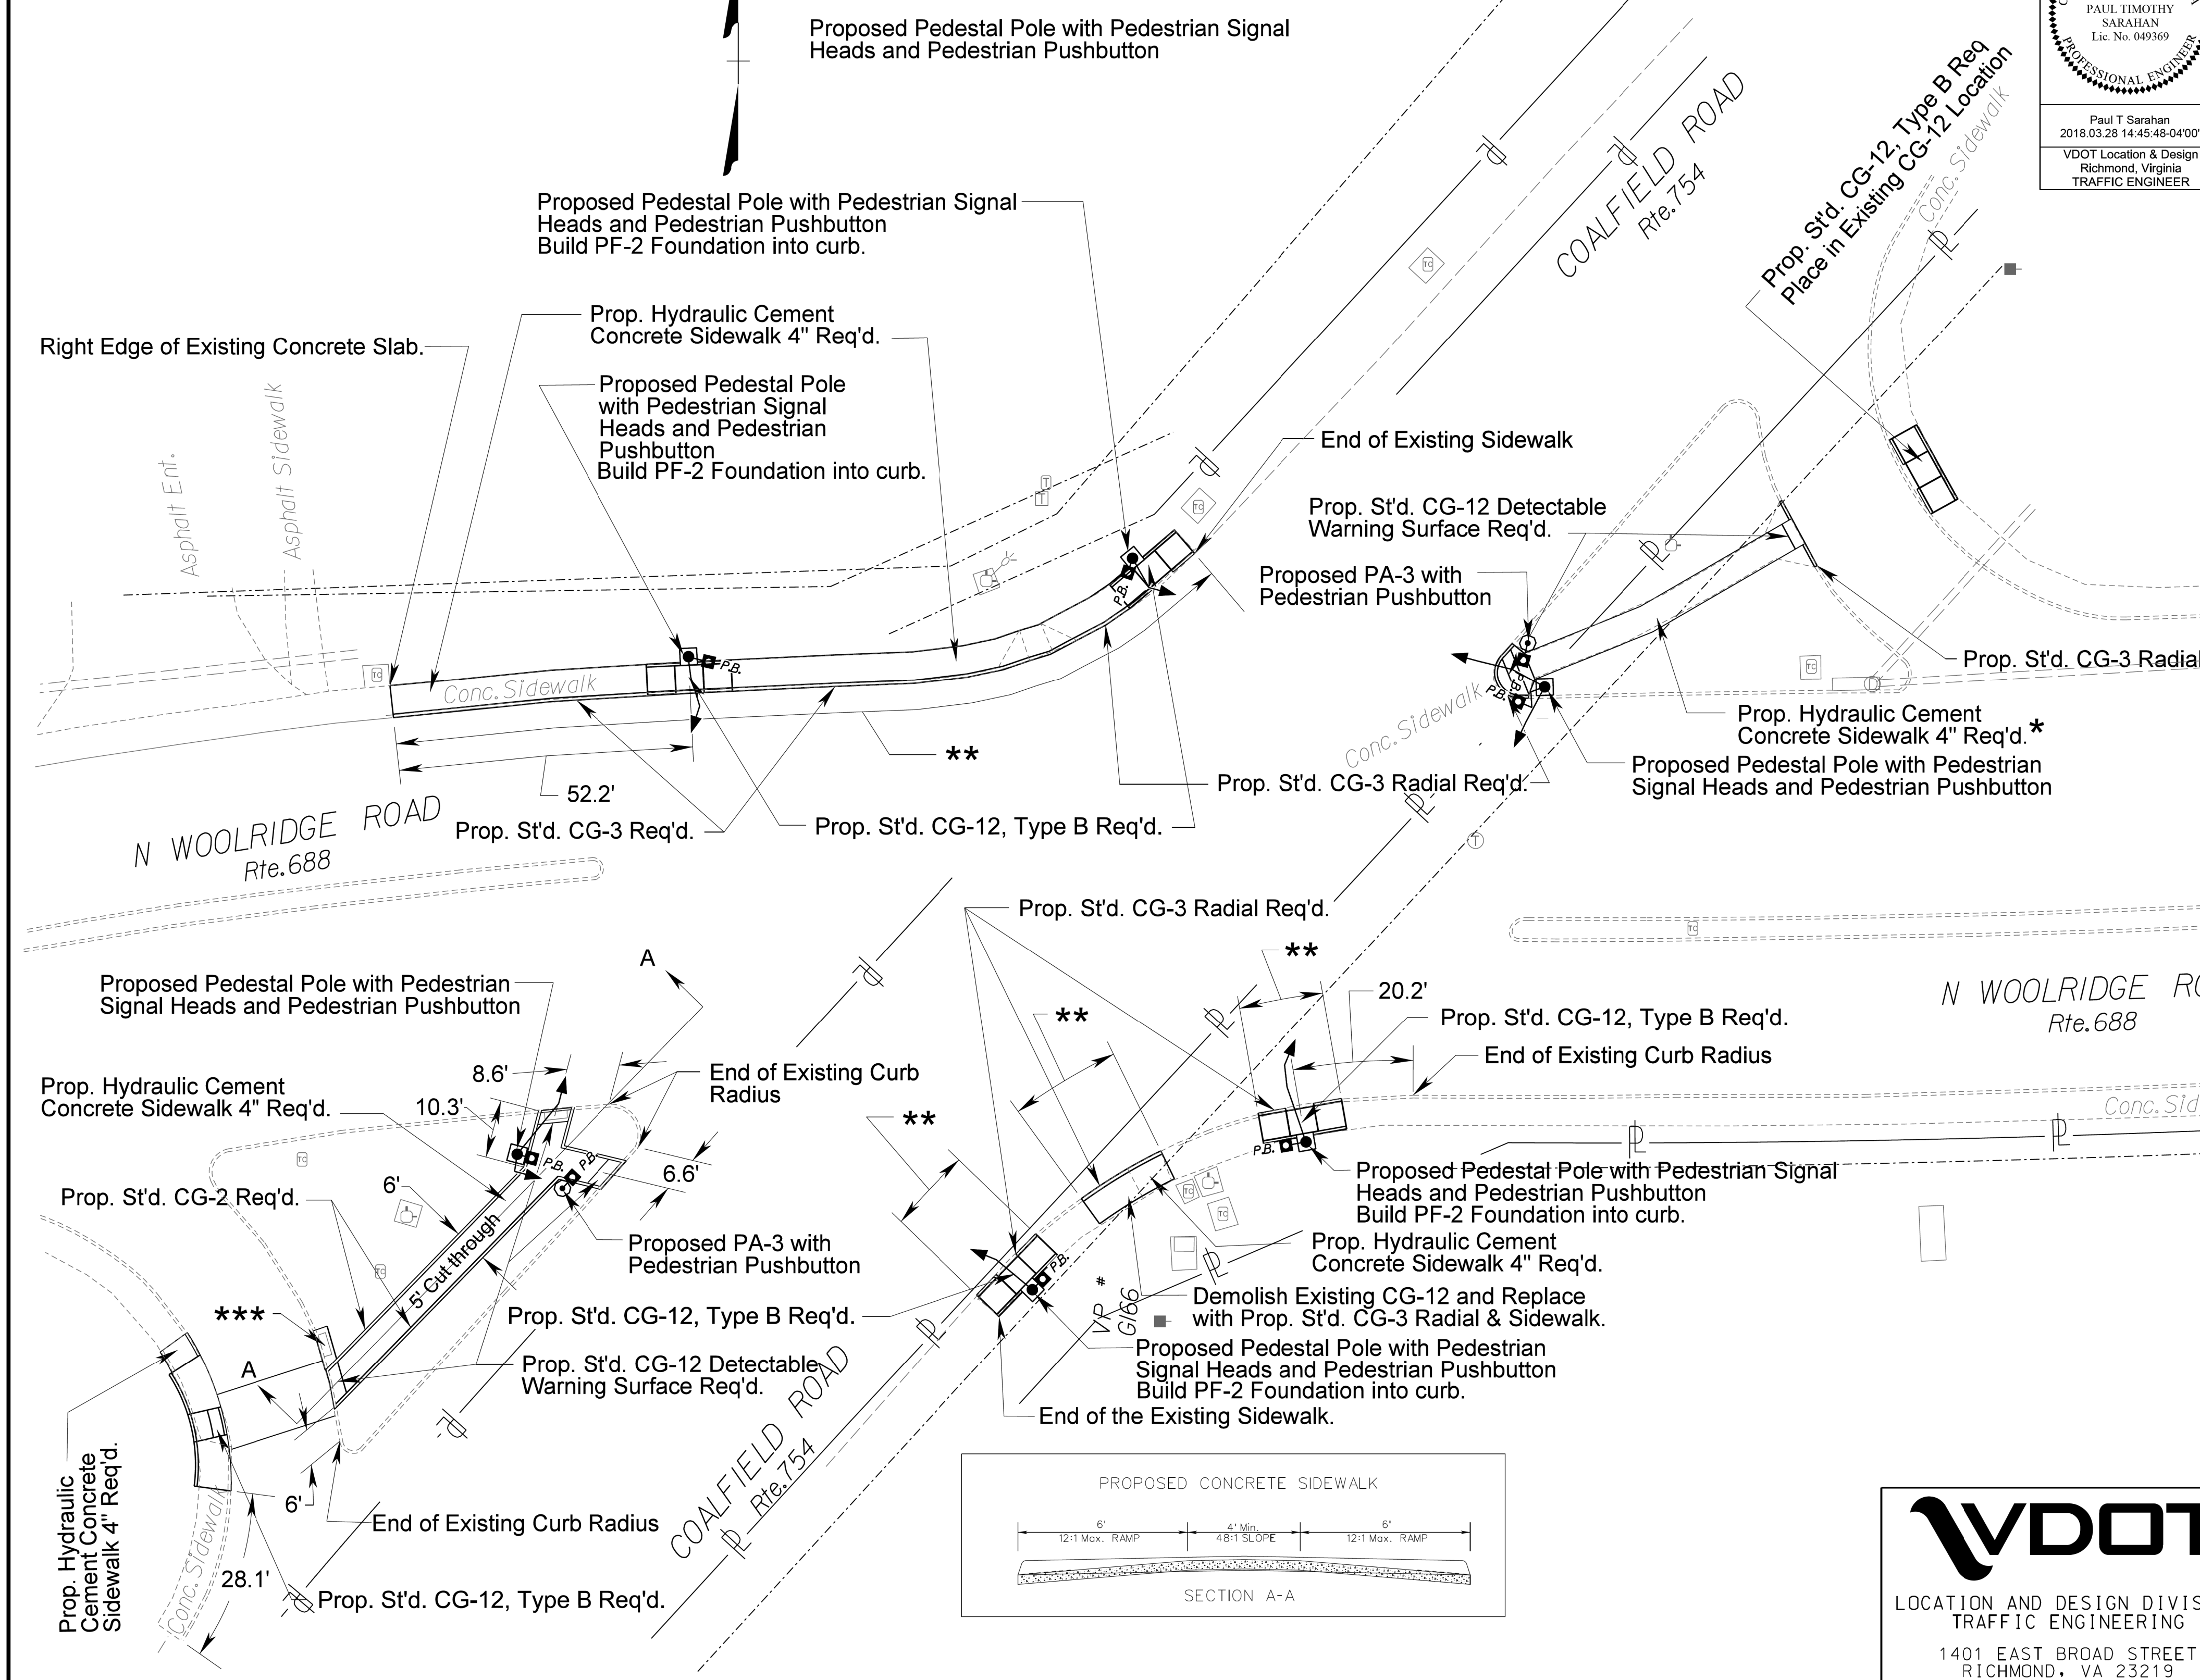 Proposed Pedestal Pole with Pedestrian Signal
Heads and Pedestrian Pushbutton
PAUL TIMOTHY
SARAHAN
Lic. No. 049369
PROFESSIONAL ENGINEER
Paul T Sarahan
2018.03.28 14:45:48-04'00'
VDOT Location & Design
Richmond, Virginia
TRAFFIC ENGINEER
Prop. St'd. CG-12, Type B Req
Place in Existing CG-12 Location
Conc. Sidewalk
COALFIELD ROAD
Rte.754
Proposed Pedestal Pole with Pedestrian Signal
Heads and Pedestrian Pushbutton
Build PF-2 Foundation into curb.
Prop. Hydraulic Cement
Concrete Sidewalk 4" Req'd.
Right Edge of Existing Concrete Slab.
Proposed Pedestal Pole
with Pedestrian Signal
Heads and Pedestrian
Pushbutton
Build PF-2 Foundation into curb.
Asphalt Ent.
Asphalt Sidewalk
End of Existing Sidewalk
Prop. St'd. CG-12 Detectable
Warning Surface Req'd.
Proposed PA-3 with
Pedestrian Pushbutton
TC
TC
TC
T
T
P.B.
P.B.
P.B.
P.B.
Conc. Sidewalk
Conc. Sidewalk
TC
TC
Prop. St'd. CG-3 Radial
Prop. Hydraulic Cement
Concrete Sidewalk 4" Req'd.*
Proposed Pedestal Pole with Pedestrian
Signal Heads and Pedestrian Pushbutton
**
52.2'
Prop. St'd. CG-3 Radial Req'd.
Prop. St'd. CG-3 Req'd.
Prop. St'd. CG-12, Type B Req'd.
N WOOLRIDGE ROAD
Rte.688
T
Prop. St'd. CG-3 Radial Req'd.
TC
**
**
20.2'
N WOOLRIDGE RO
Rte.688
Prop. St'd. CG-12, Type B Req'd.
End of Existing Curb Radius
Conc. Sid
A
Proposed Pedestal Pole with Pedestrian
Signal Heads and Pedestrian Pushbutton
8.6'
End of Existing Curb
Radius
Prop. Hydraulic Cement
Concrete Sidewalk 4" Req'd.
10.3'
**
P.B.
P.B.
P.B.
P.B.
TC
6'
6.6'
Prop. St'd. CG-2 Req'd.
5' Cut through
TC
Proposed PA-3 with
Pedestrian Pushbutton
TC
TC
Proposed Pedestal Pole with Pedestrian Signal
Heads and Pedestrian Pushbutton
Build PF-2 Foundation into curb.
Prop. Hydraulic Cement
Concrete Sidewalk 4" Req'd.
Demolish Existing CG-12 and Replace
with Prop. St'd. CG-3 Radial & Sidewalk.
VP #
GI66
***
Prop. St'd. CG-12, Type B Req'd.
Proposed Pedestal Pole with Pedestrian
Signal Heads and Pedestrian Pushbutton
Build PF-2 Foundation into curb.
End of the Existing Sidewalk.
A
Prop. St'd. CG-12 Detectable
Warning Surface Req'd.
COALFIELD ROAD
Rte.754
Prop. Hydraulic
Cement Concrete
Sidewalk 4" Req'd.
6'
End of Existing Curb Radius
Conc. Sidewalk
28.1'
Prop. St'd. CG-12, Type B Req'd.
PROPOSED CONCRETE SIDEWALK
6' 4' Min. 6"
12:1 Max. RAMP 48:1 SLOPE 12:1 Max. RAMP
SECTION A-A
VDOT
LOCATION AND DESIGN DIVIS
TRAFFIC ENGINEERING
1401 EAST BROAD STREET
RICHMOND, VA 23219